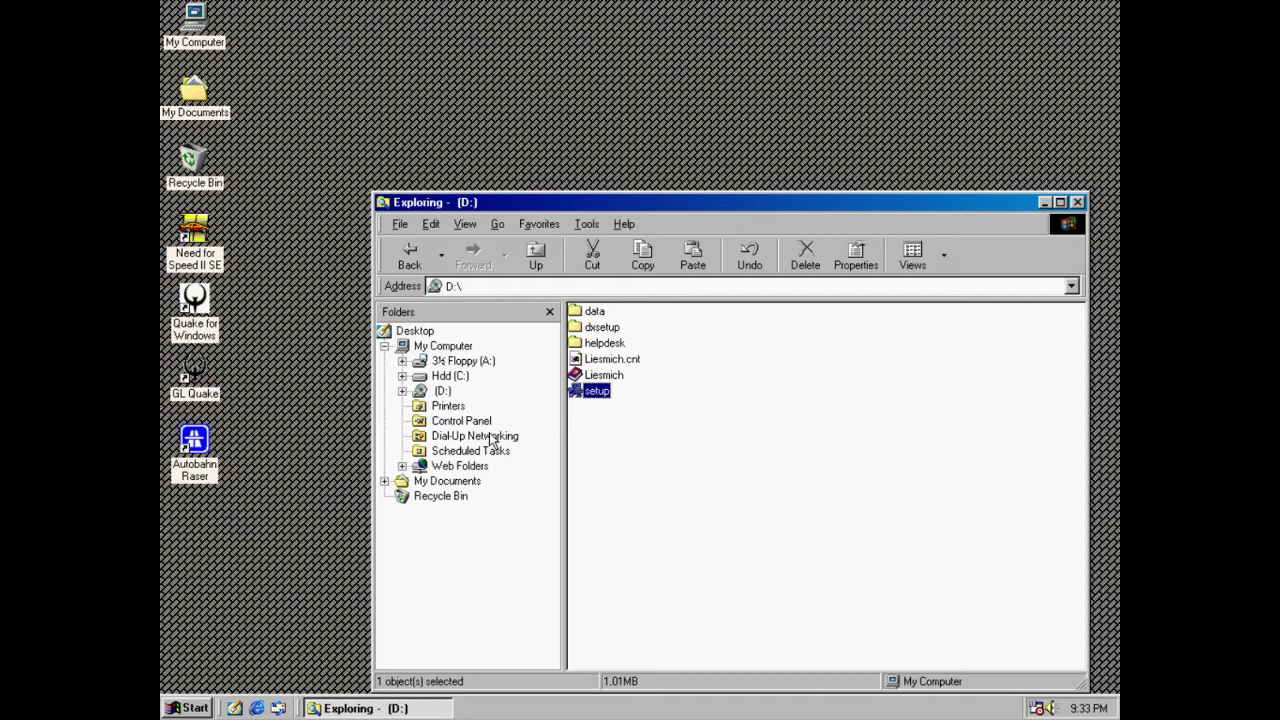 My Computer
My Documents
Recycle Bin
Need for
Speed II SE
Quake for
Windows
GL Quake
Autobahn
Raser
Exploring - (D:)
File Edit View Go Favorites Tools Help
Back Forward Up Cut Copy Paste Undo Delete Properties Views
Address D:\
Folders
Desktop
My Computer
3½ Floppy (A:)
Hdd (C:)
(D:)
Printers
Control Panel
Dial-Up Networking
Scheduled Tasks
Web Folders
My Documents
Recycle Bin
data
dxsetup
helpdesk
Liesmich.cnt
Liesmich
setup
1 object(s) selected 1.01MB My Computer
Start Exploring - (D:) 9:33 PM